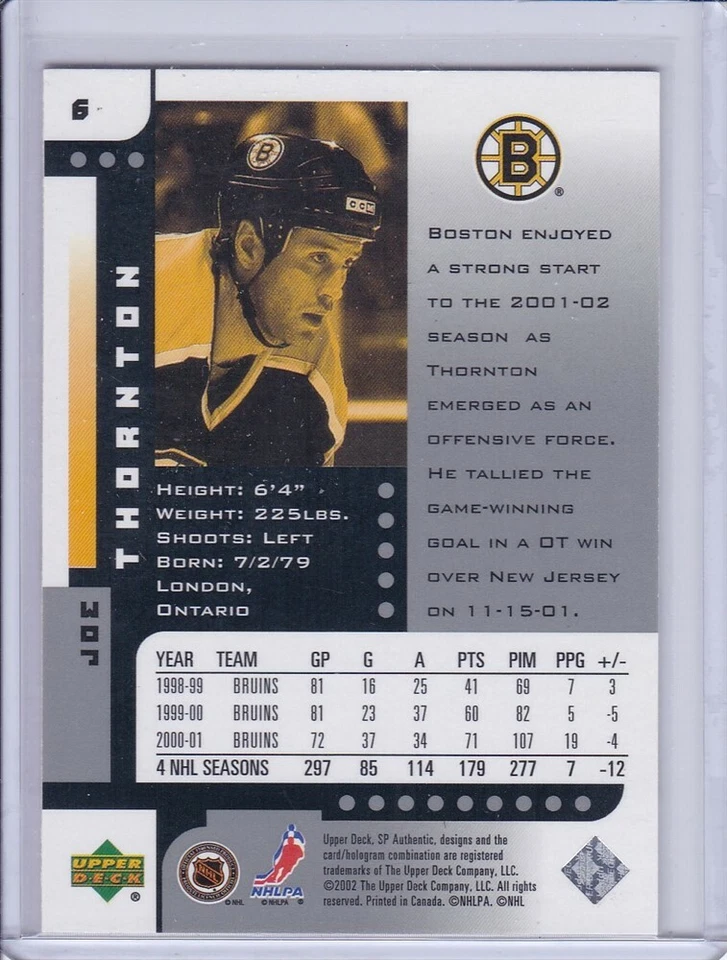 6
THORNTON
JOE
B
CCM
B
®
BOSTON ENJOYED
A STRONG START
TO THE 2001-02
SEASON AS
THORNTON
EMERGED AS AN
OFFENSIVE FORCE.
HE TALLIED THE
GAME-WINNING
GOAL IN A OT WIN
OVER NEW JERSEY
ON 11-15-01.
HEIGHT: 6'4"
WEIGHT: 225LBS.
SHOOTS: LEFT
BORN: 7/2/79
LONDON,
ONTARIO
YEAR TEAM GP G A PTS PIM PPG +/-
1998-99 BRUINS 81 16 25 41 69 7 3
1999-00 BRUINS 81 23 37 60 82 5 -5
2000-01 BRUINS 72 37 34 71 107 19 -4
4 NHL SEASONS 297 85 114 179 277 7 -12
UPPER
DECK
®
NHL
©NHL
NHLPA
©NHLPA
Upper Deck, SP Authentic, designs and the
card/hologram combination are registered
trademarks of The Upper Deck Company, LLC.
©2002 The Upper Deck Company, LLC. All rights
reserved. Printed in Canada. ©NHLPA. ©NHL